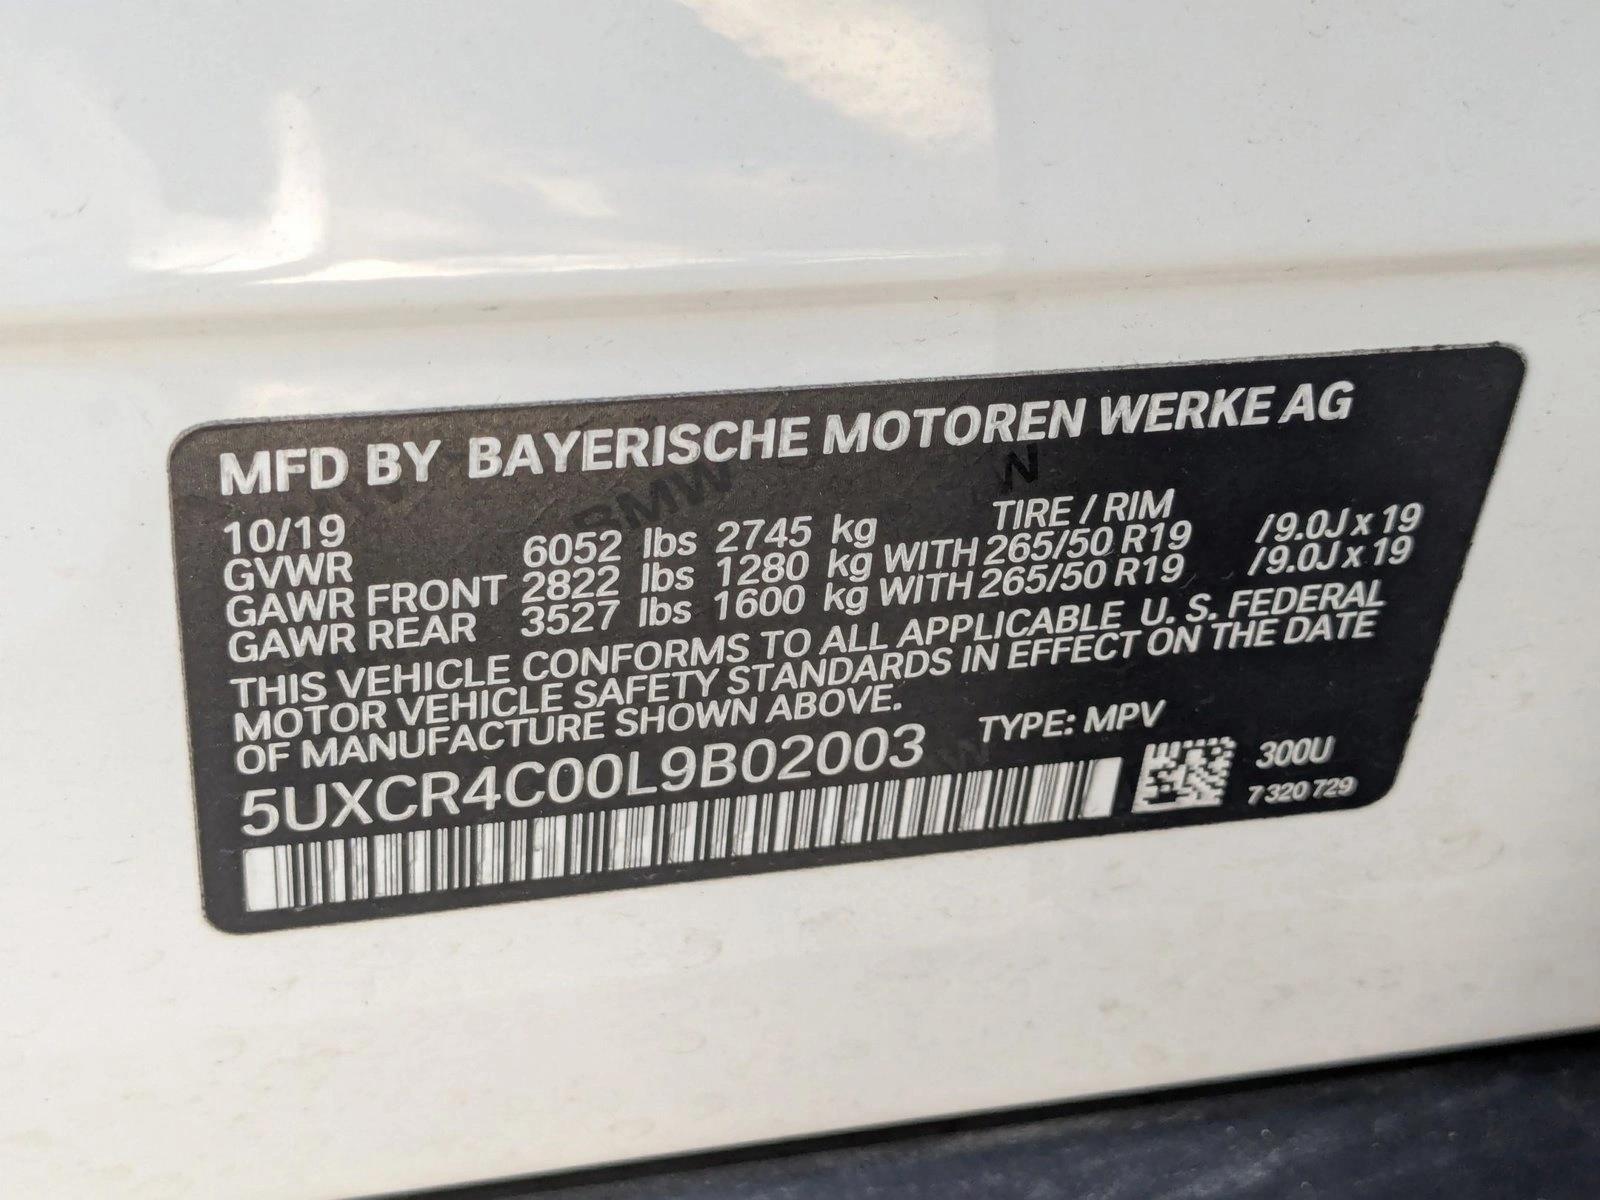 MFD BY BAYERISCHE MOTOREN WERKE AG
10/19 TIRE / RIM
GVWR 6052 lbs 2745 kg
GAWR FRONT 2822 lbs 1280 kg WITH 265/50 R19 /9.0J x 19
GAWR REAR 3527 lbs 1600 kg WITH 265/50 R19 /9.0J x 19
THIS VEHICLE CONFORMS TO ALL APPLICABLE U. S. FEDERAL
MOTOR VEHICLE SAFETY STANDARDS IN EFFECT ON THE DATE
OF MANUFACTURE SHOWN ABOVE.
5UXCR4C00L9B02003 TYPE: MPV
300U
7 320 729
BMW